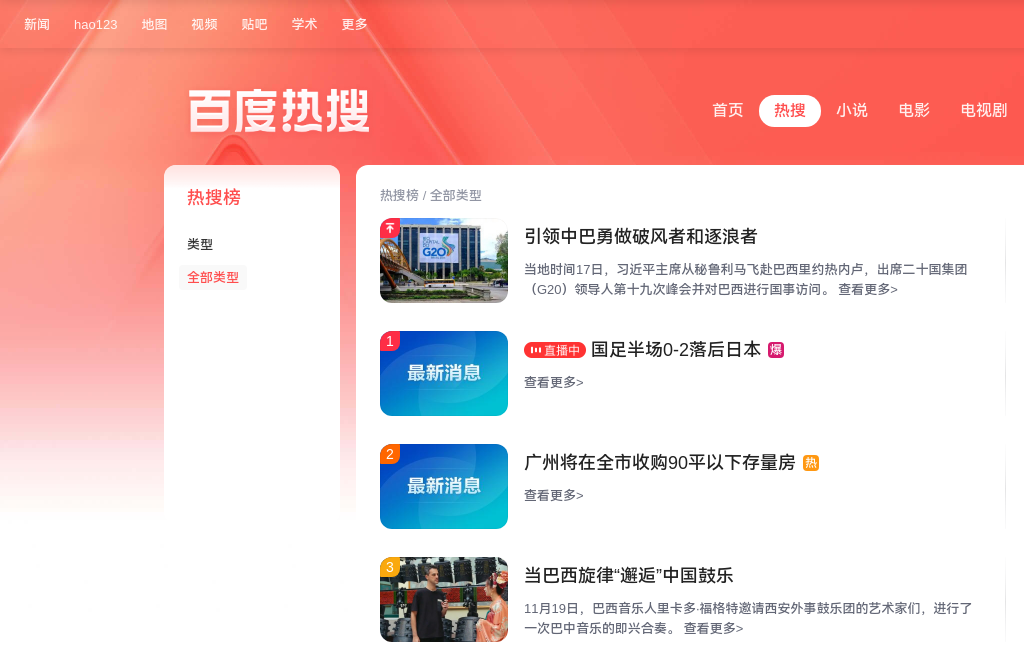 新闻 hao123 地图 视频 贴吧 学术 更多
百度热搜
首页 热搜 小说 电影 电视剧
热搜榜
类型
全部类型
热搜榜 / 全部类型
G20
引领中巴勇做破风者和逐浪者
当地时间17日，习近平主席从秘鲁利马飞赴巴西里约热内卢，出席二十国集团
（G20）领导人第十九次峰会并对巴西进行国事访问。 查看更多>
1
最新消息
直播中 国足半场0-2落后日本 爆
查看更多>
2
最新消息
广州将在全市收购90平以下存量房 热
查看更多>
3
当巴西旋律“邂逅”中国鼓乐
11月19日，巴西音乐人里卡多·福格特邀请西安外事鼓乐团的艺术家们，进行了
一次巴中音乐的即兴合奏。 查看更多>